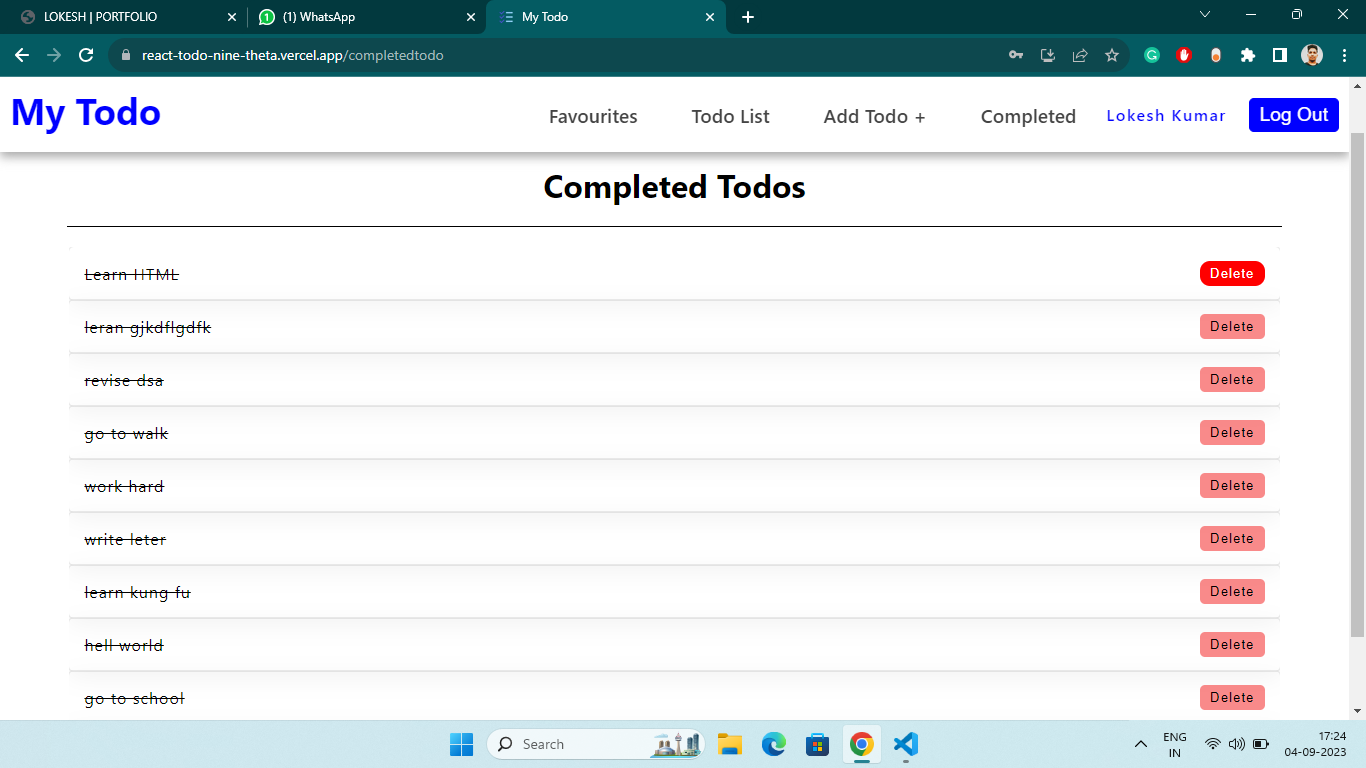 LOKESH | PORTFOLIO
(1) WhatsApp
My Todo
react-todo-nine-theta.vercel.app/completedtodo
My Todo
Favourites
Todo List
Add Todo +
Completed
Lokesh Kumar
Log Out
Completed Todos
Learn HTML
Delete
leran gjkdflgdfk
Delete
revise dsa
Delete
go to walk
Delete
work hard
Delete
write leter
Delete
learn kung fu
Delete
hell world
Delete
go to school
Delete
Search
ENG
IN
17:24
04-09-2023